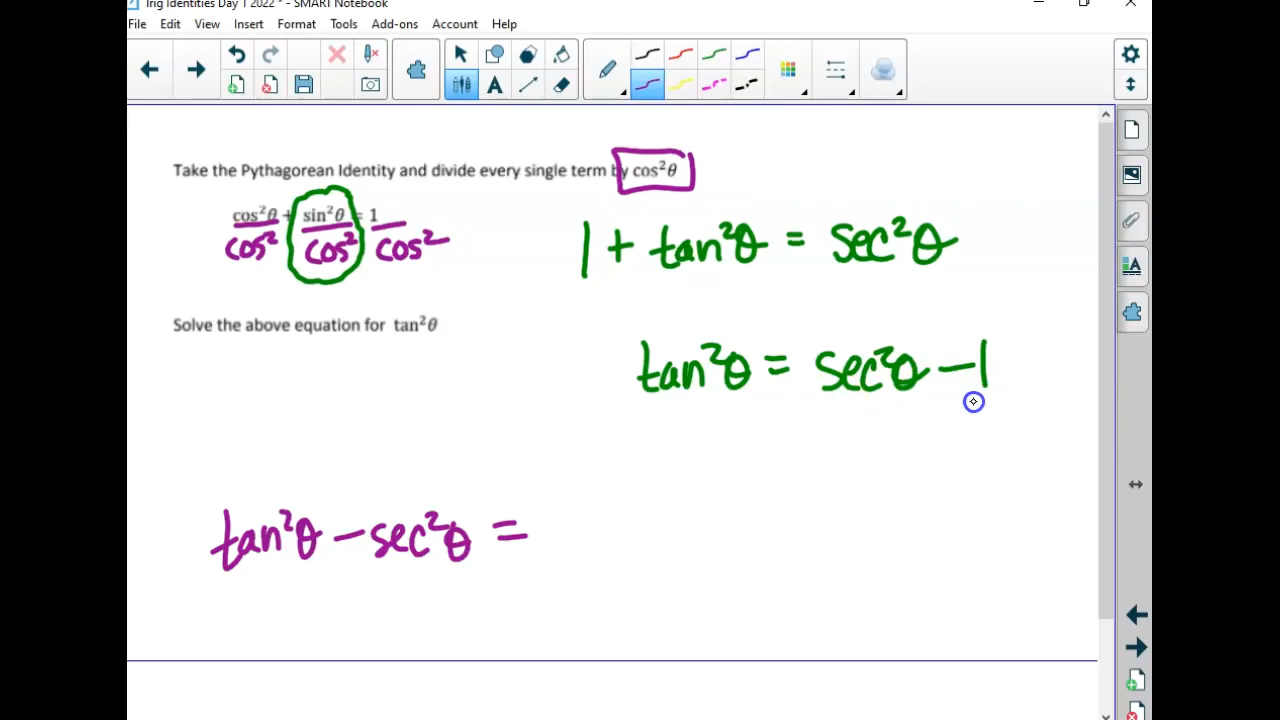 Trig Identities Day 1 2022 * - SMART Notebook
File Edit View Insert Format Tools Add-ons Account Help
Take the Pythagorean Identity and divide every single term by cos²θ
cos²θ + sin²θ = 1
cos² cos² cos²
1 + tan²θ = sec²θ
Solve the above equation for tan²θ
tan²θ = sec²θ - 1
tan²θ - sec²θ =